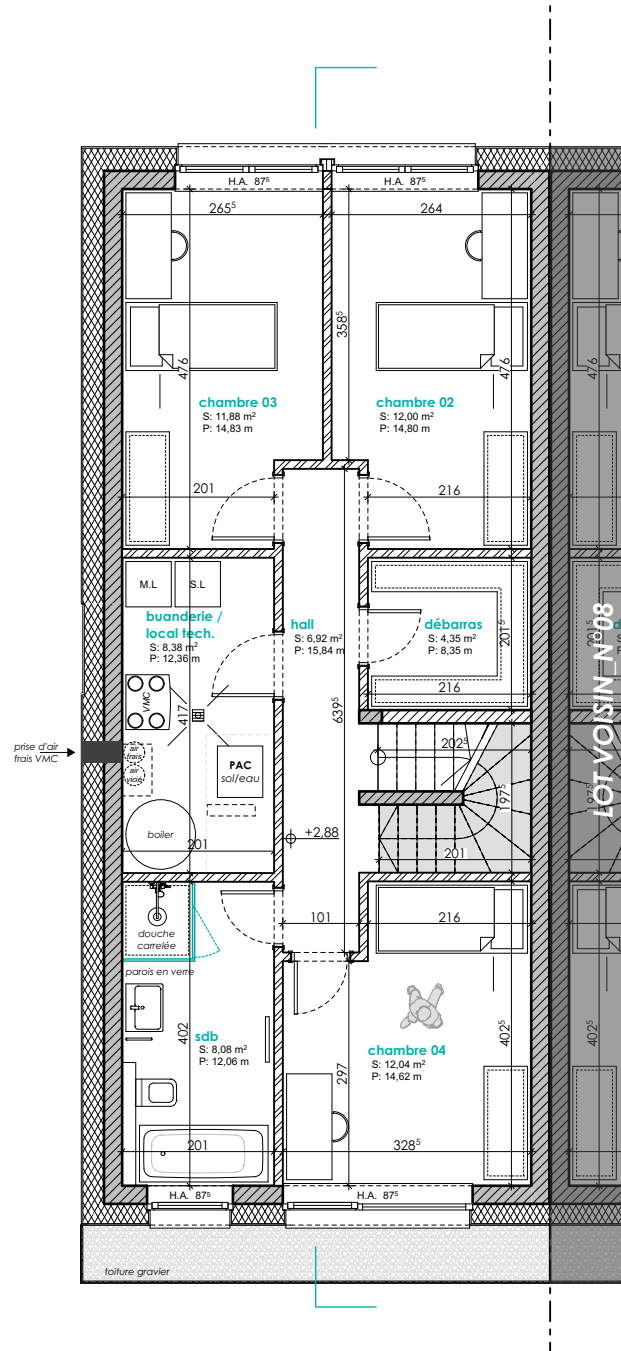 H.A. 87⁵
H.A. 87⁵
265⁵
264
358⁵
476
476
476
chambre 03
S: 11,88 m²
P: 14,83 m
chambre 02
S: 12,00 m²
P: 14,80 m
201
216
M.L
S.L
buanderie /
local tech.
S: 8,38 m²
P: 12,36 m
hall
S: 6,92 m²
P: 15,84 m
débarras
S: 4,35 m²
P: 8,35 m
201⁵
216
VMC
417
639⁵
LOT VOISIN_N°08
prise d'air
frais VMC
air
frais
air
vicié
PAC
sol/eau
202⁵
197⁵
197⁵
boiler
201
+2.88
201
101
216
douche
carrelée
parois en verre
402
sdb
S: 8,08 m²
P: 12,06 m
297
chambre 04
S: 12,04 m²
P: 14,62 m
402⁵
402⁵
201
328⁵
H.A. 87⁵
H.A. 87⁵
toiture gravier